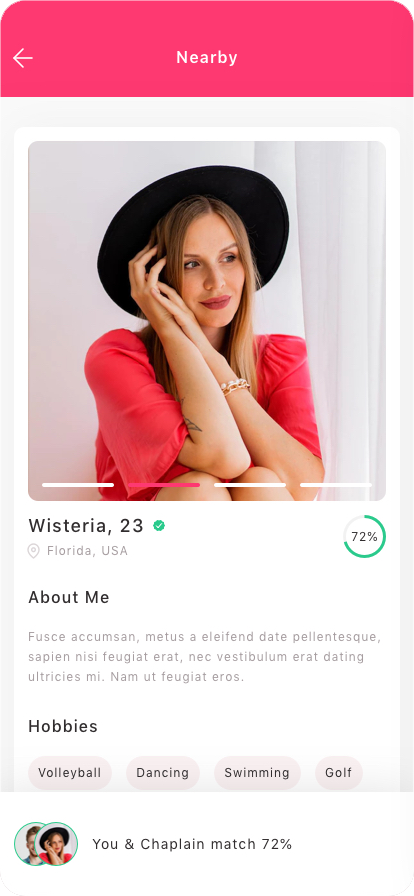 Nearby
Wisteria, 23
72%
Florida, USA
About Me
Fusce accumsan, metus a eleifend date pellentesque,
sapien nisi feugiat erat, nec vestibulum erat dating
ultricies mi. Nam ut feugiat eros.
Hobbies
Volleyball Dancing Swimming Golf
You & Chaplain match 72%